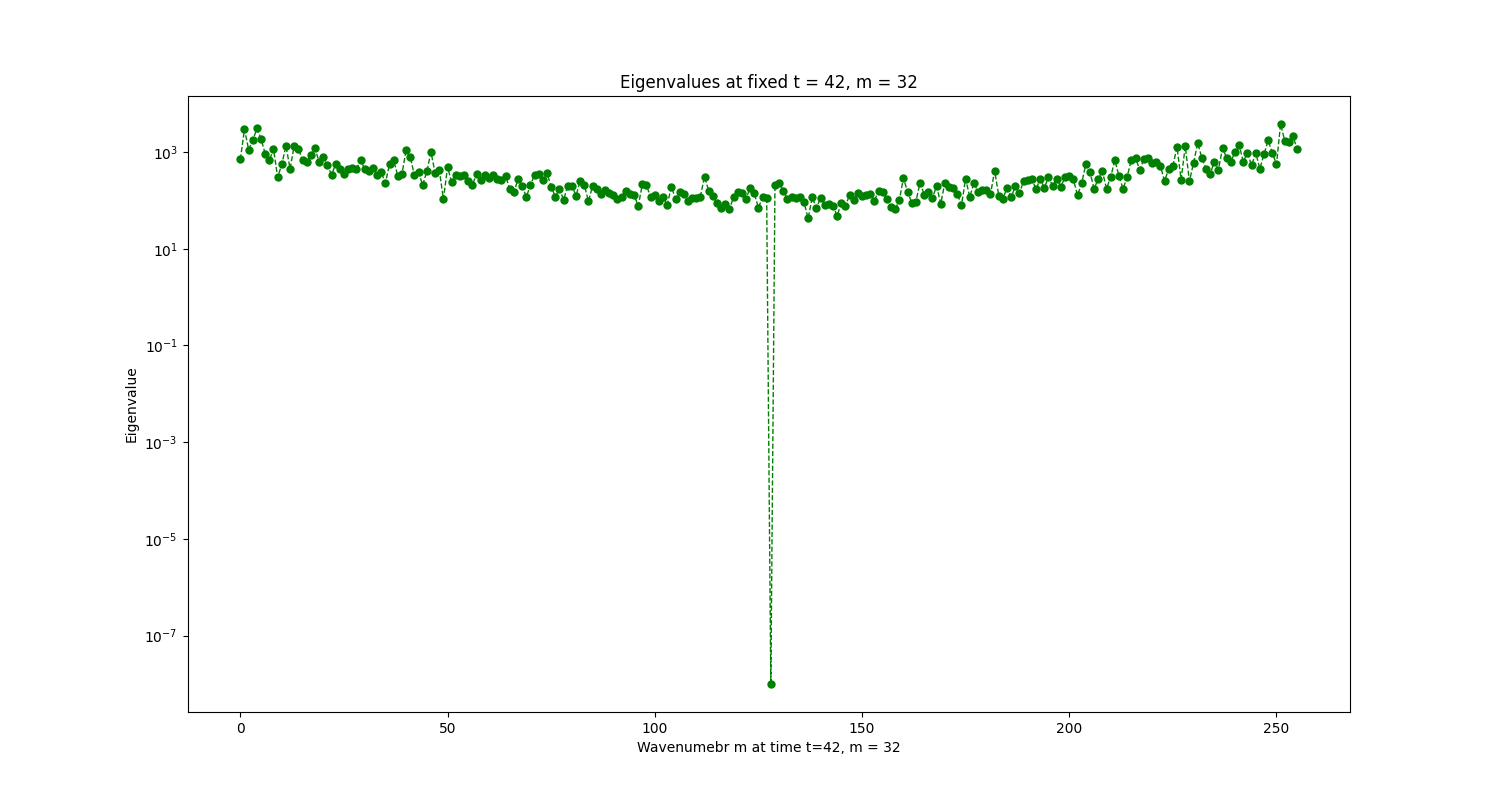 Eigenvalues at fixed t = 42, m = 32
10³
10¹
10⁻¹
10⁻³
10⁻⁵
10⁻⁷
Eigenvalue
0 50 100 150 200 250
Wavenumebr m at time t=42, m = 32